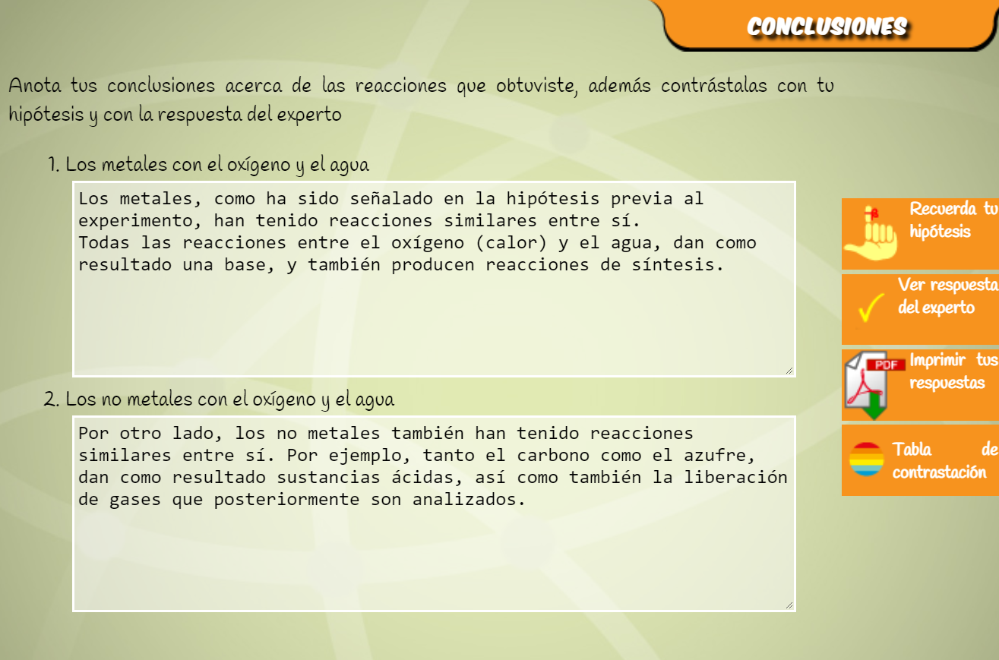 CONCLUSIONES
Anota tus conclusiones acerca de las reacciones que obtuviste, además contrástalas con tu
hipótesis y con la respuesta del experto
1. Los metales con el oxígeno y el agua
Los metales, como ha sido señalado en la hipótesis previa al
experimento, han tenido reacciones similares entre sí.
Todas las reacciones entre el oxígeno (calor) y el agua, dan como
resultado una base, y también producen reacciones de síntesis.
Recuerda tu
hipótesis
Ver respuesta
del experto
PDF
Imprimir tus
respuestas
2. Los no metales con el oxígeno y el agua
Por otro lado, los no metales también han tenido reacciones
similares entre sí. Por ejemplo, tanto el carbono como el azufre,
dan como resultado sustancias ácidas, así como también la liberación
de gases que posteriormente son analizados.
Tabla de
contrastación